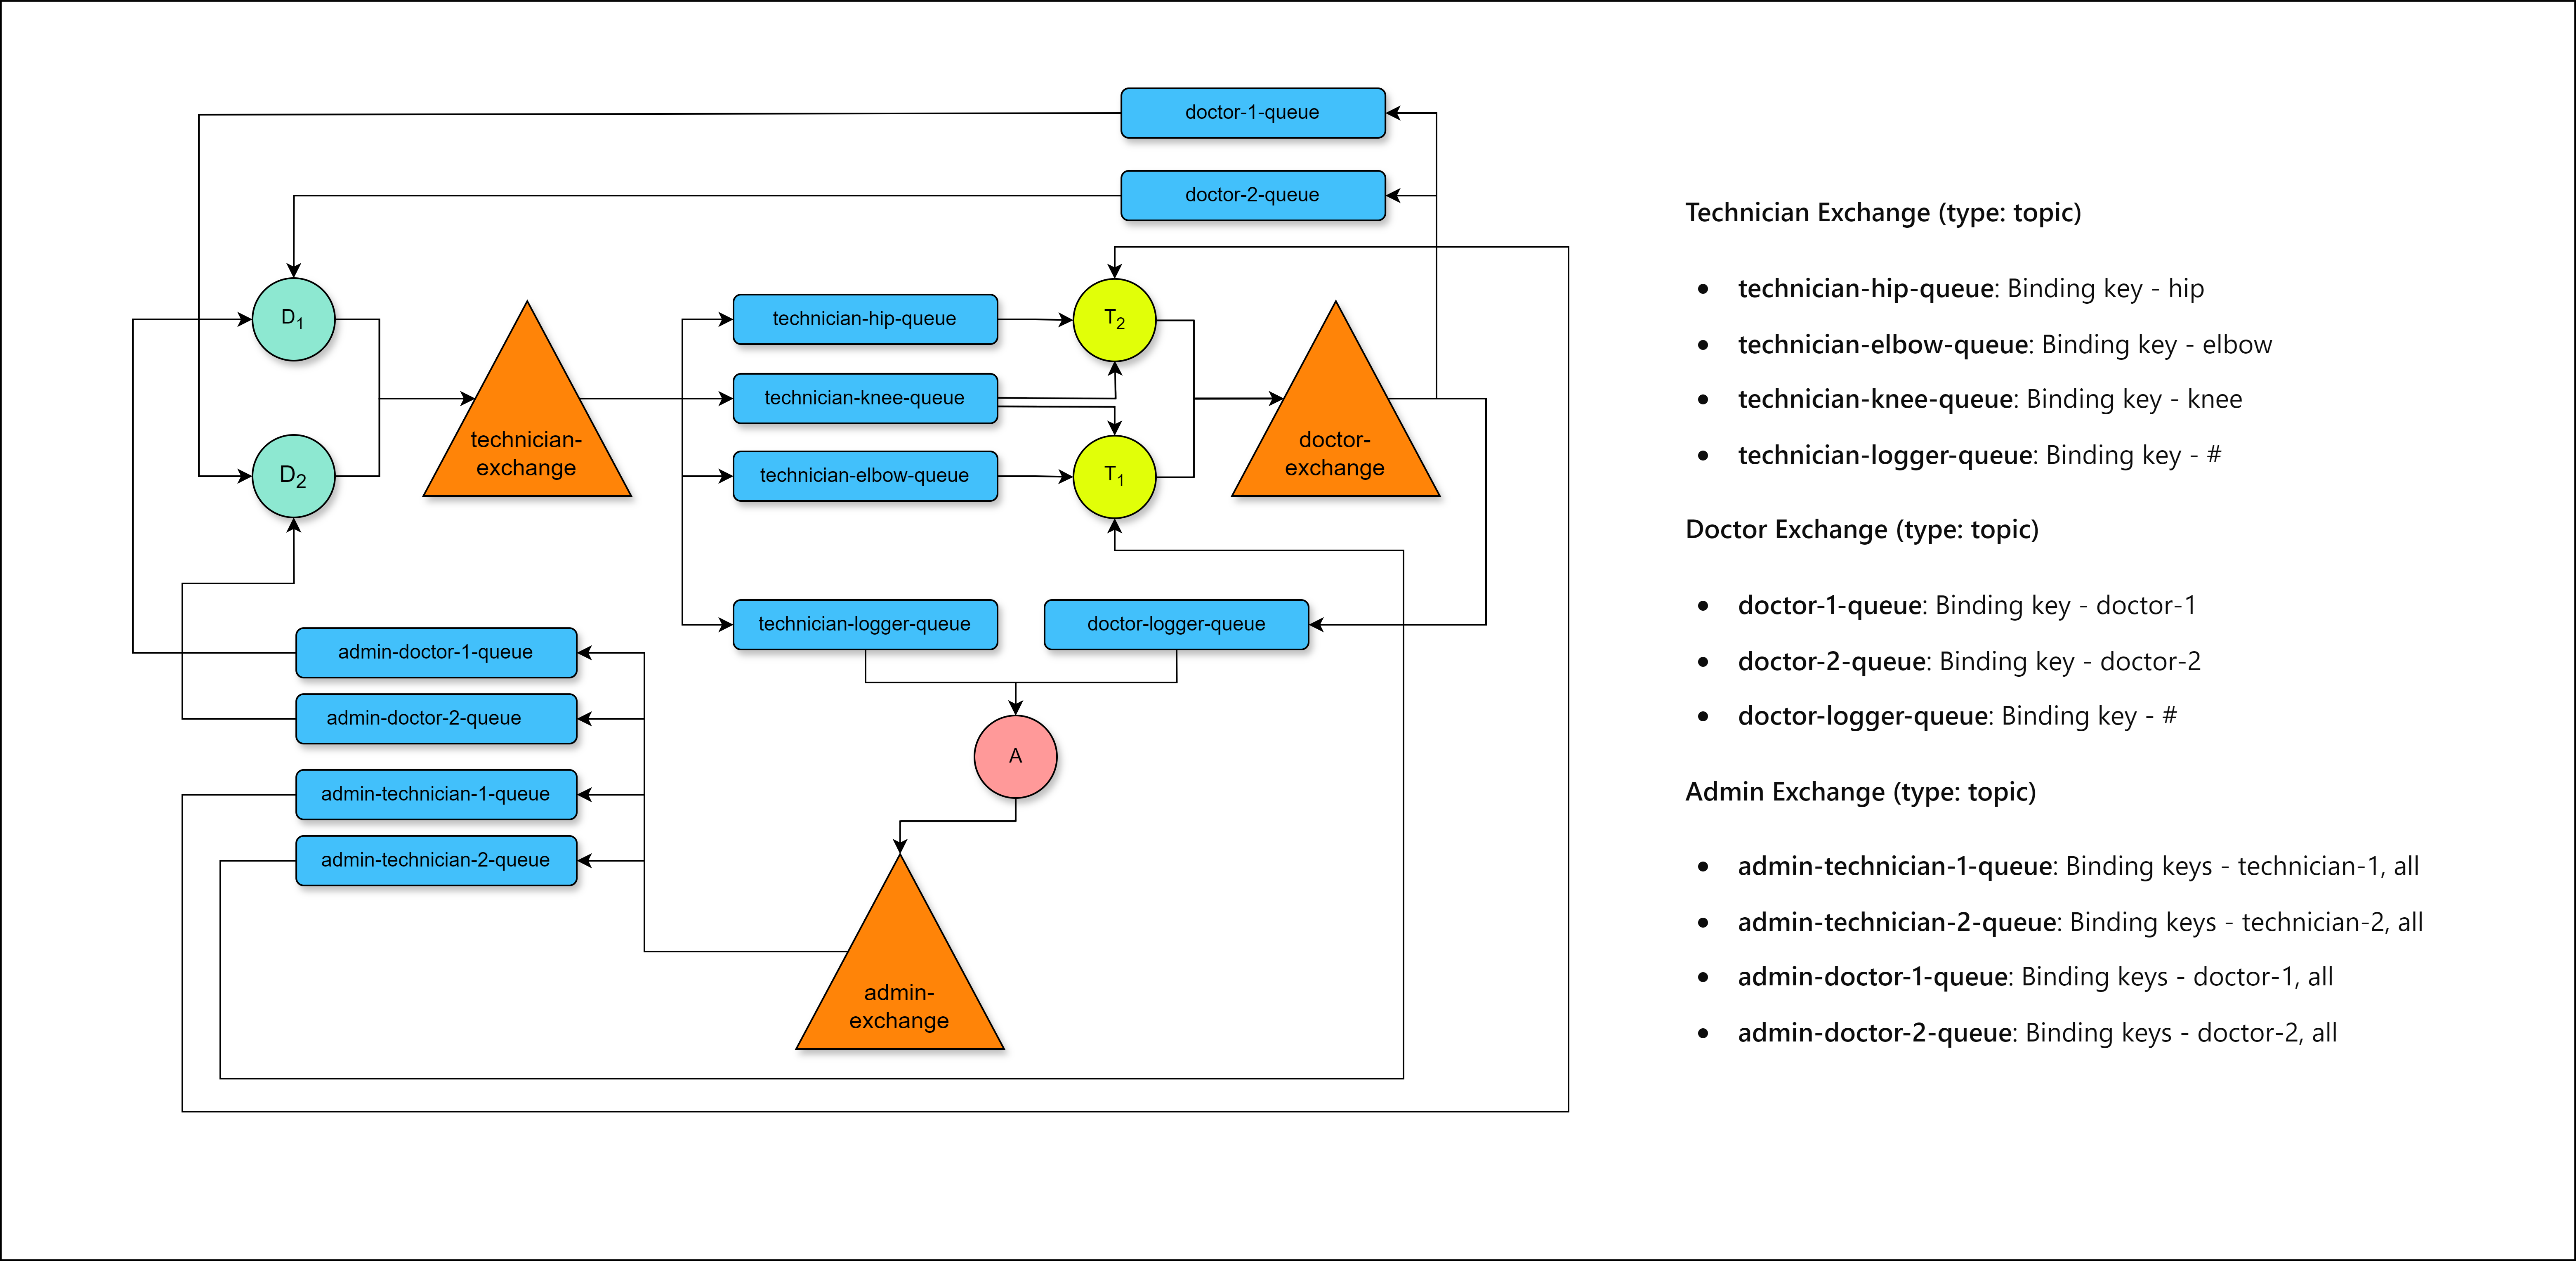 doctor-1-queue
doctor-2-queue
D1
technician-hip-queue
T2
technician-knee-queue
technician-
exchange
doctor-
exchange
D2
technician-elbow-queue
T1
technician-logger-queue
doctor-logger-queue
admin-doctor-1-queue
admin-doctor-2-queue
A
admin-technician-1-queue
admin-technician-2-queue
admin-
exchange
Technician Exchange (type: topic)
• technician-hip-queue: Binding key - hip
• technician-elbow-queue: Binding key - elbow
• technician-knee-queue: Binding key - knee
• technician-logger-queue: Binding key - #
Doctor Exchange (type: topic)
• doctor-1-queue: Binding key - doctor-1
• doctor-2-queue: Binding key - doctor-2
• doctor-logger-queue: Binding key - #
Admin Exchange (type: topic)
• admin-technician-1-queue: Binding keys - technician-1, all
• admin-technician-2-queue: Binding keys - technician-2, all
• admin-doctor-1-queue: Binding keys - doctor-1, all
• admin-doctor-2-queue: Binding keys - doctor-2, all